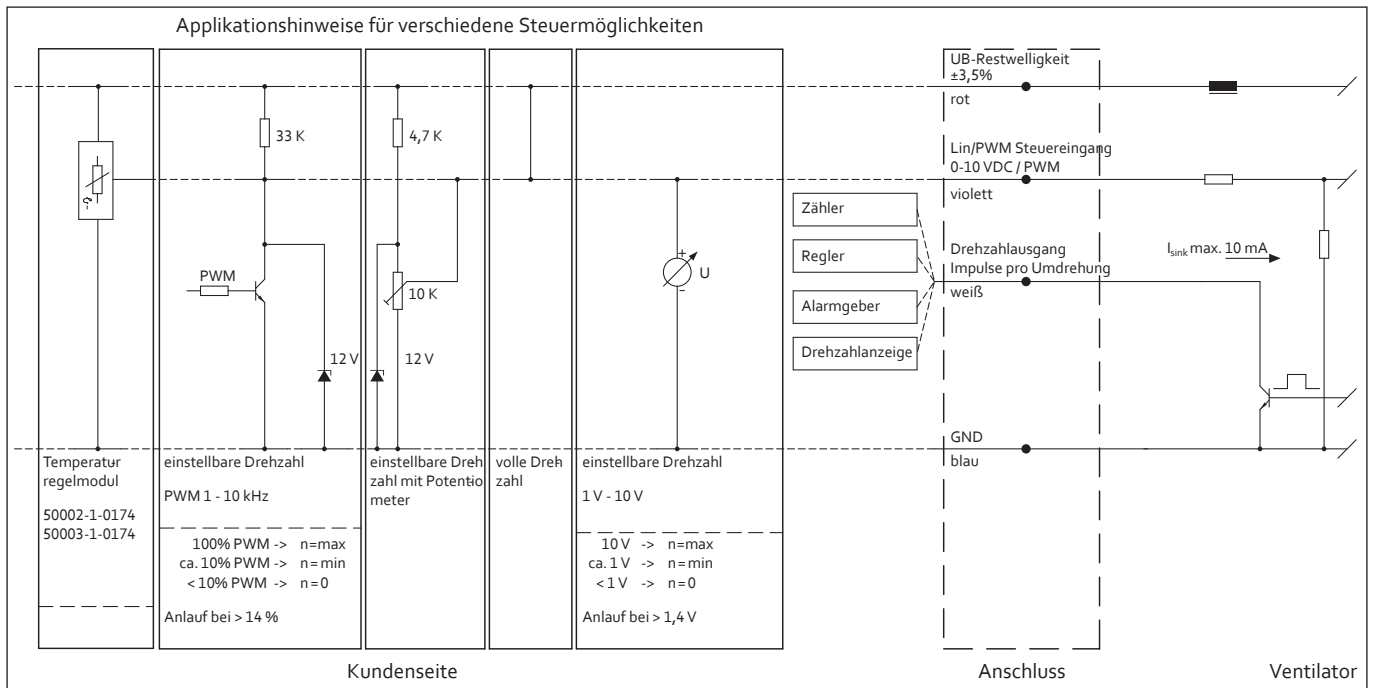 Applikationshinweise für verschiedene Steuermöglichkeiten
UB-Restwelligkeit
±3,5%
rot
33 K
4,7 K
Lin/PWM Steuereingang
0-10 VDC / PWM
violett
Zähler
Regler
Alarmgeber
Drehzahlanzeige
Drehzahlausgang
Impulse pro Umdrehung
weiß
Isink max. 10 mA
PWM
10 K
+
U
-
12 V
12 V
GND
blau
Temperatur
regelmodul
50002-1-0174
50003-1-0174
einstellbare Drehzahl
PWM 1 - 10 kHz
100% PWM -> n=max
ca. 10% PWM -> n=min
< 10% PWM -> n=0
Anlauf bei > 14 %
einstellbare Dreh
zahl mit Potentio
meter
volle Dreh
zahl
einstellbare Drehzahl
1 V - 10 V
10 V -> n=max
ca. 1 V -> n=min
< 1 V -> n=0
Anlauf bei > 1,4 V
Kundenseite
Anschluss
Ventilator